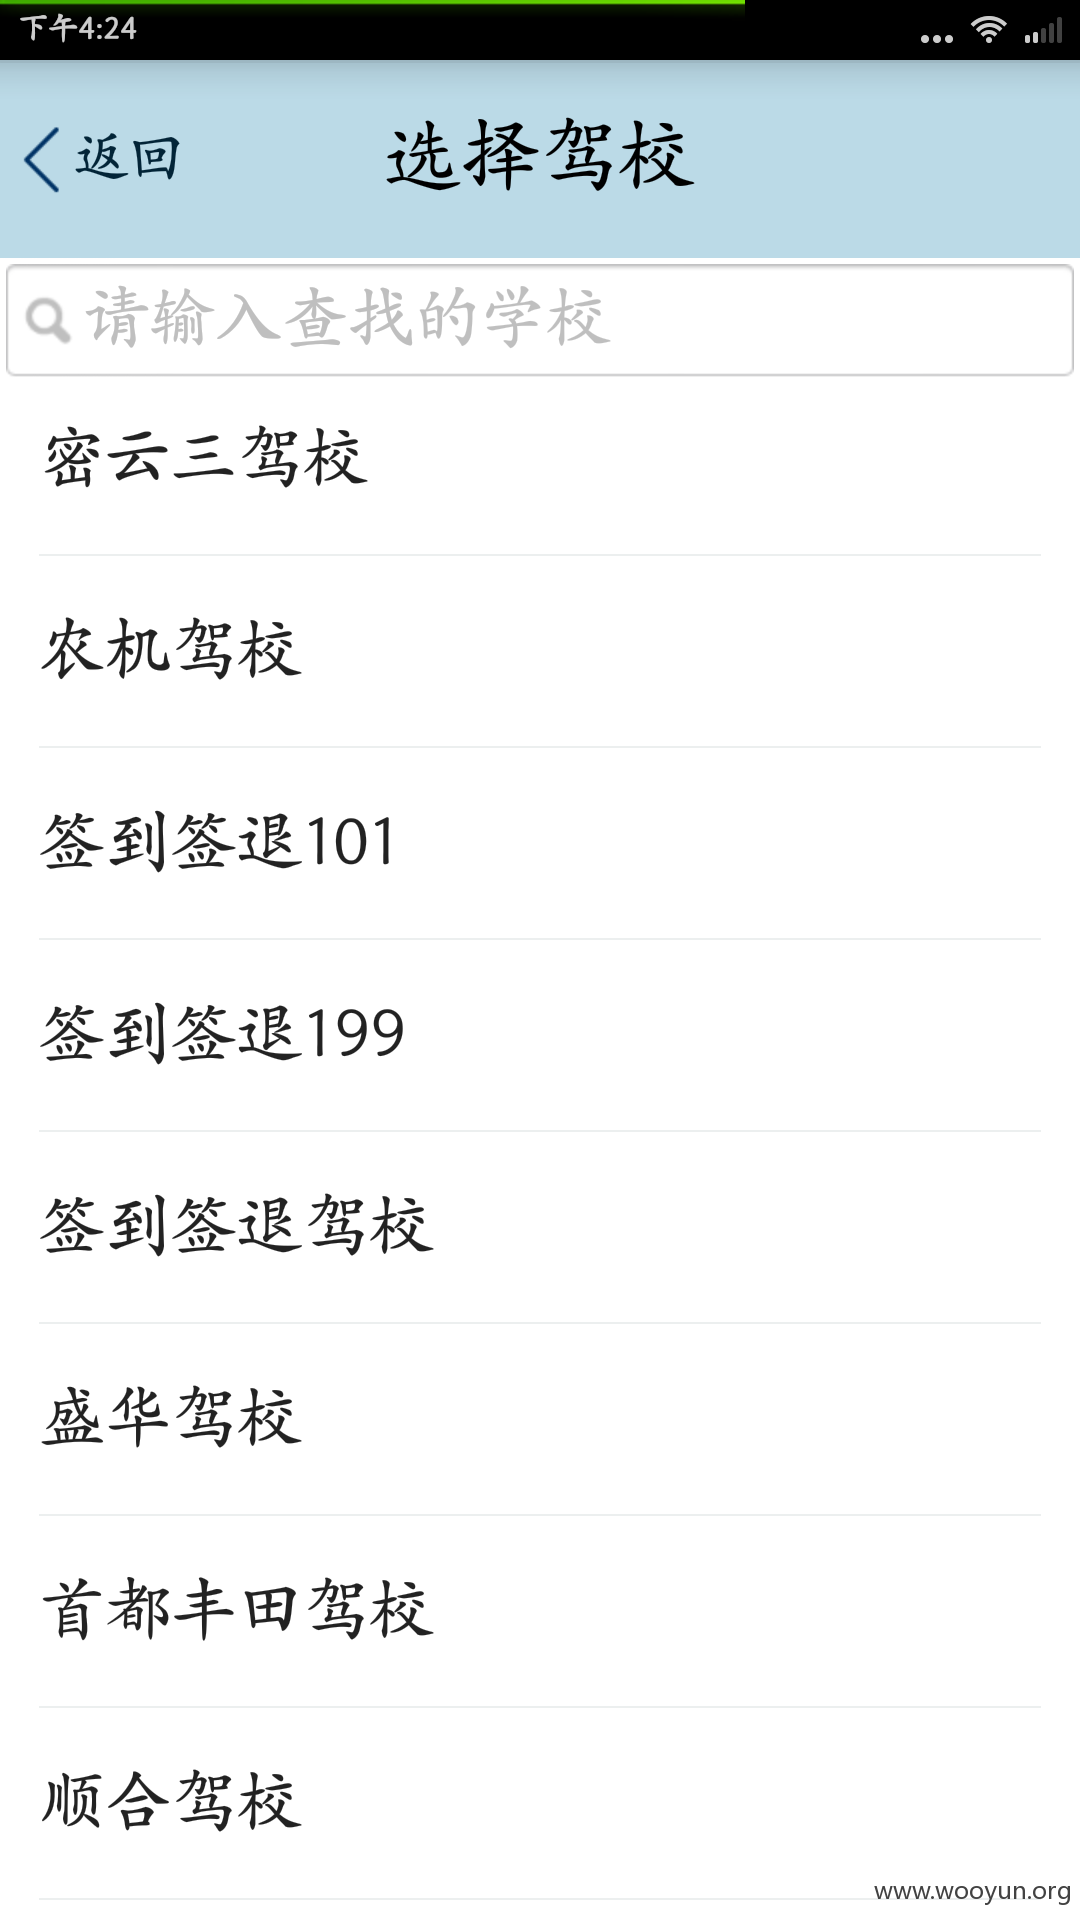 下午4:24
返回
选择驾校
请输入查找的学校
密云三驾校
农机驾校
签到签退101
签到签退199
签到签退驾校
盛华驾校
首都丰田驾校
顺合驾校
www.wooyun.org